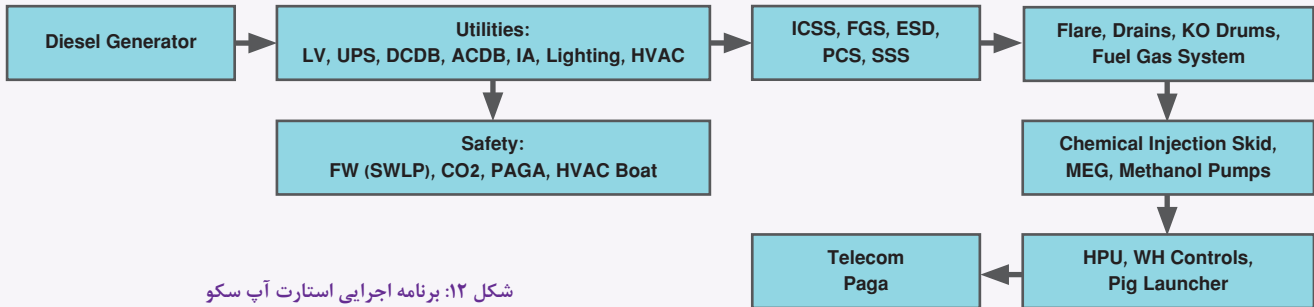 Diesel Generator
Utilities:
LV, UPS, DCDB, ACDB, IA, Lighting, HVAC
ICSS, FGS, ESD,
PCS, SSS
Flare, Drains, KO Drums,
Fuel Gas System
Safety:
FW (SWLP), CO2, PAGA, HVAC Boat
Chemical Injection Skid,
MEG, Methanol Pumps
HPU, WH Controls,
Pig Launcher
Telecom
Paga
شکل ۱۲: برنامه اجرایی استارت آپ سکو